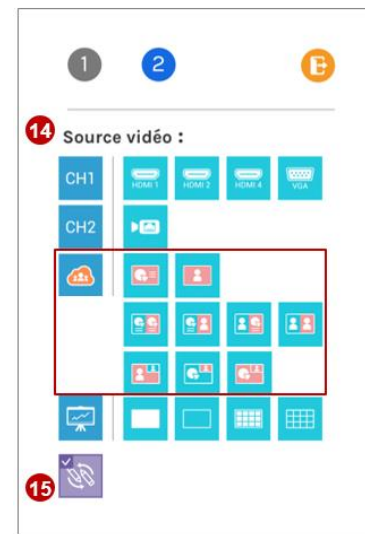 1 2
14 Source vidéo :
CH1 HDMI 1 HDMI 2 HDMI 4 VGA
CH2
15